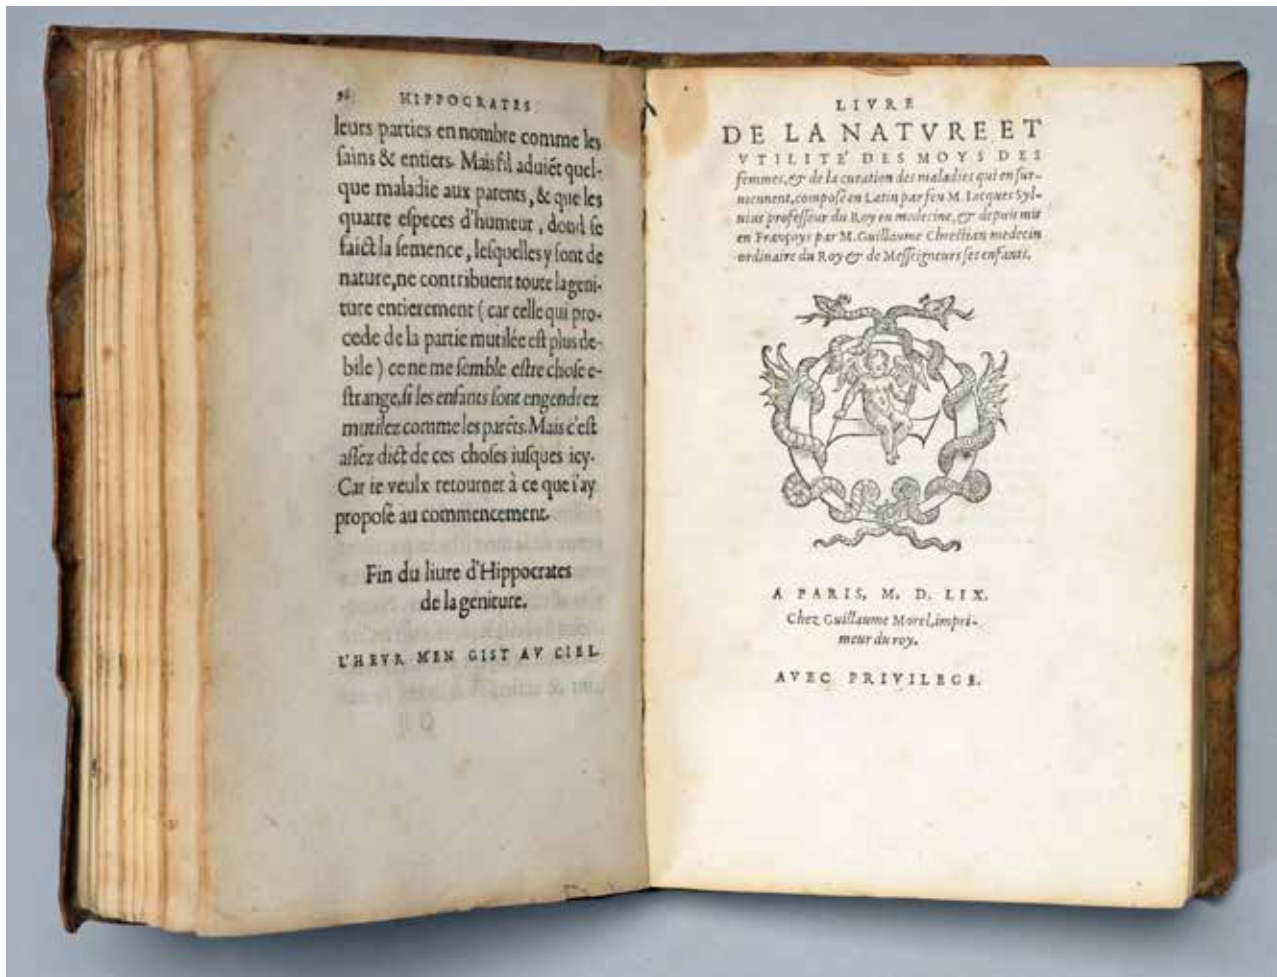 96 HIPPOCRATES
leurs parties en nombre comme les
ſains & entiers. Mais ſ'il aduiẽt quel-
que maladie aux parents, & que les
quatre eſpeces d'humeur, dond ſe
faict la ſemence, leſquelles y ſont de
nature, ne contribuent toute la geni-
ture entierement (car celle qui pro-
cede de la partie mutilée eſt plus de-
bile) ce ne me ſemble eſtre choſe e-
ſtrange, ſi les enfants ſont engendrez
mutilez comme les parẽts. Mais c'eſt
aſſez dict de ces choſes iuſques icy.
Car ie veulx retourner à ce que i'ay
propoſé au commencement.
Fin du liure d'Hippocrates
de la geniture.
L'HEVR M'EN GIST AV CIEL.
LIVRE
DE LA NATVRE ET
VTILITÉ DES MOYS DES
femmes, & de la curation des maladies qui en ſur-
uiennent, compoſé en Latin par feu M. Iacques Syl-
uius profeſſeur du Roy en medecine, & depuis mis
en Françoys par M. Guillaume Chreſtian medecin
ordinaire du Roy & de Meſſeigneurs ſes enfants.
A PARIS, M. D. LIX.
Chez Guillaume Morel, impri-
meur du roy.
AVEC PRIVILEGE.